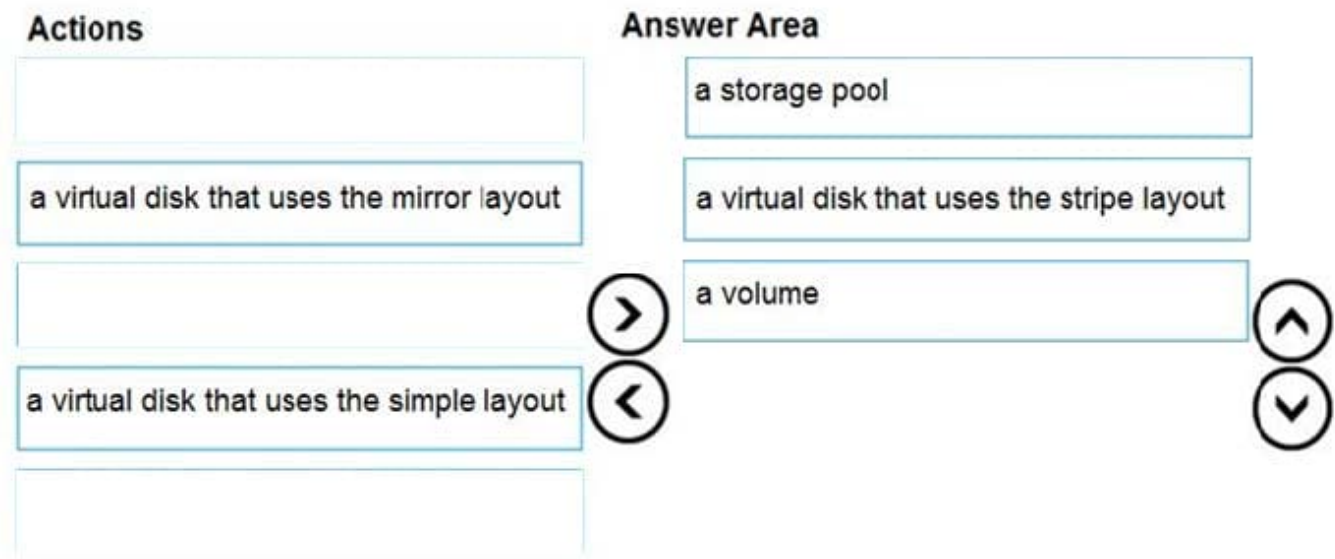 Actions
Answer Area
a storage pool
a virtual disk that uses the mirror layout
a virtual disk that uses the stripe layout
a volume
a virtual disk that uses the simple layout